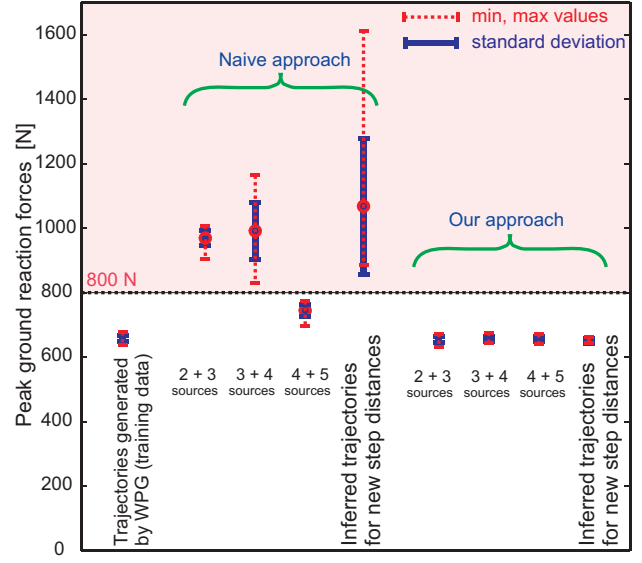 min, max values
standard deviation
Naive approach
Our approach
Peak ground reaction forces [N]
1600
1400
1200
1000
800
600
400
200
0
800 N
Trajectories generated
by WPG (training data)
2 + 3
sources
3 + 4
sources
4 + 5
sources
Inferred trajectories
for new step distances
2 + 3
sources
3 + 4
sources
4 + 5
sources
Inferred trajectories
for new step distances